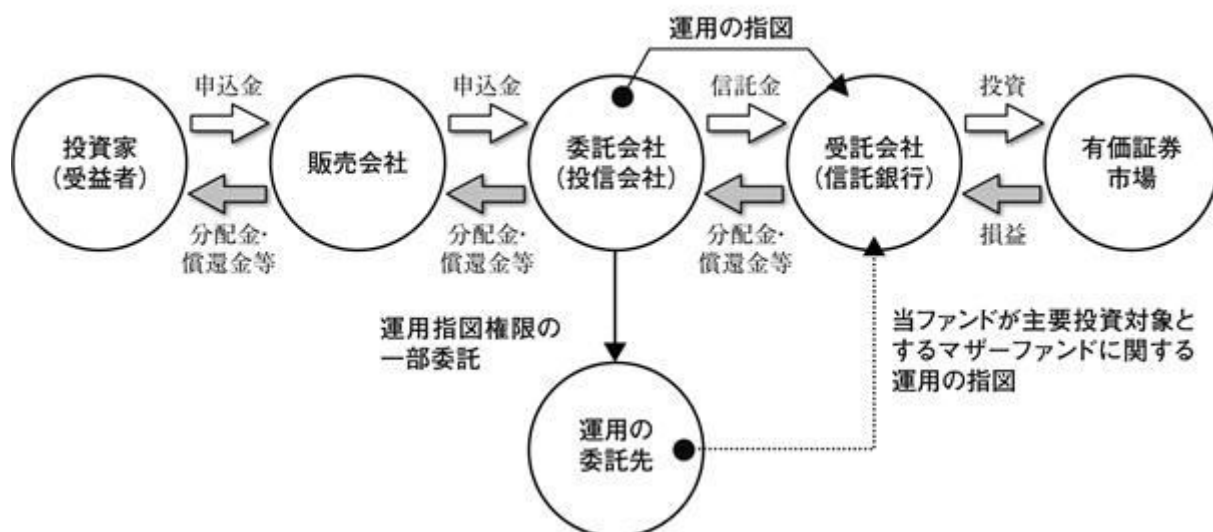 運用の指図
申込金
申込金
信託金
投資
投資家
（受益者）
販売会社
委託会社
（投信会社）
受託会社
（信託銀行）
有価証券
市場
分配金・
償還金等
分配金・
償還金等
分配金・
償還金等
損益
運用指図権限の
一部委託
当ファンドが主要投資対象と
するマザーファンドに関する
運用の指図
運用の
委託先